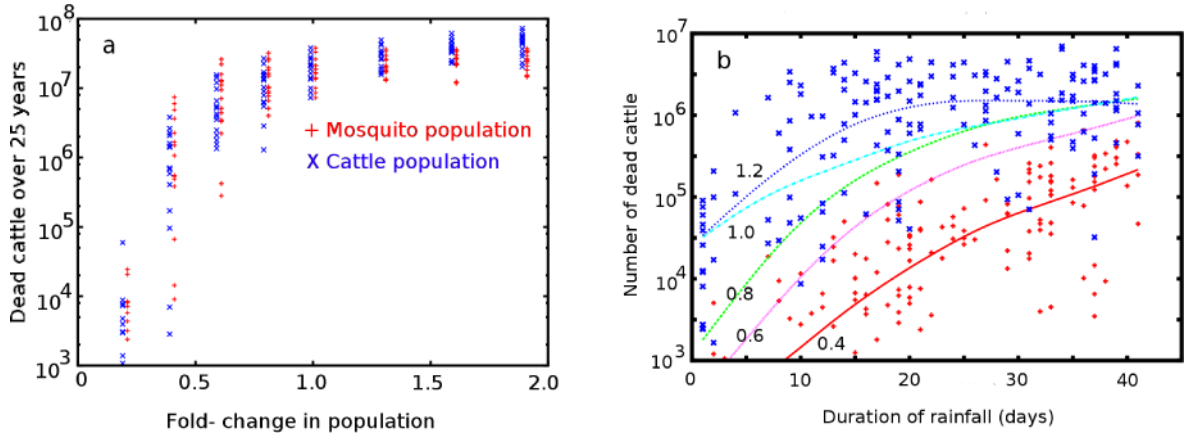 a
Dead cattle over 25 years
10^8
10^7
10^6
10^5
10^4
10^3
+ Mosquito population
x Cattle population
0 0.5 1.0 1.5 2.0
Fold- change in population
b
Number of dead cattle
10^7
10^6
10^5
10^4
10^3
1.2
1.0
0.8
0.6
0.4
0 10 20 30 40
Duration of rainfall (days)